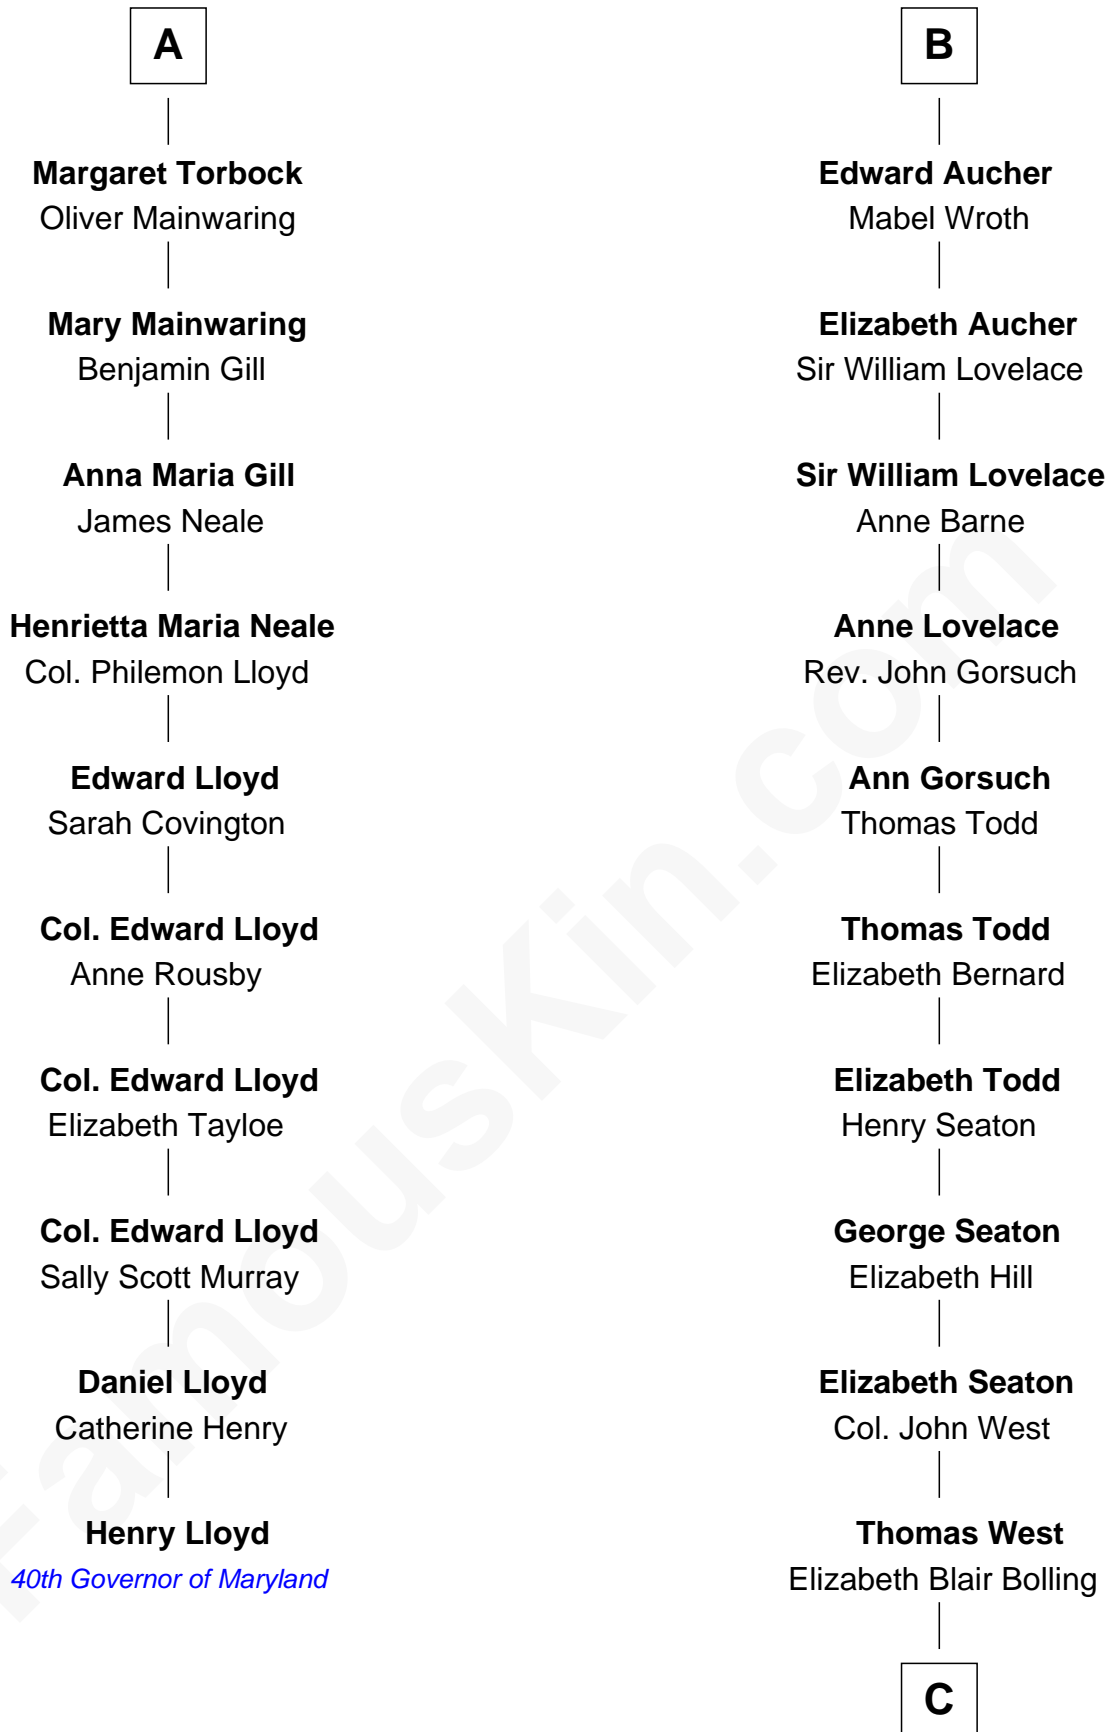 A
Margaret Torbock
Oliver Mainwaring
Mary Mainwaring
Benjamin Gill
Anna Maria Gill
James Neale
Henrietta Maria Neale
Col. Philemon Lloyd
Edward Lloyd
Sarah Covington
Col. Edward Lloyd
Anne Rousby
Col. Edward Lloyd
Elizabeth Tayloe
Col. Edward Lloyd
Sally Scott Murray
Daniel Lloyd
Catherine Henry
Henry Lloyd
40th Governor of Maryland
B
Edward Aucher
Mabel Wroth
Elizabeth Aucher
Sir William Lovelace
Sir William Lovelace
Anne Barne
Anne Lovelace
Rev. John Gorsuch
Ann Gorsuch
Thomas Todd
Thomas Todd
Elizabeth Bernard
Elizabeth Todd
Henry Seaton
George Seaton
Elizabeth Hill
Elizabeth Seaton
Col. John West
Thomas West
Elizabeth Blair Bolling
C
FamousKin.com